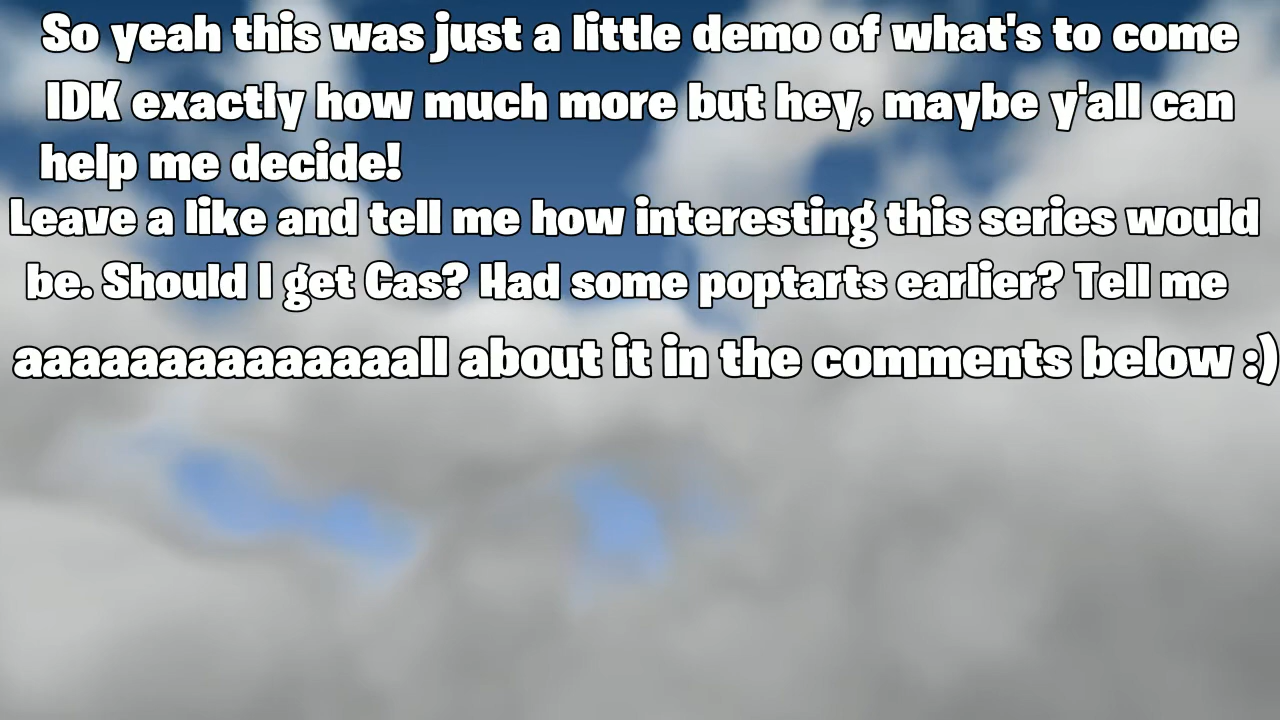 So yeah this was just a little demo of what's to come
IDK exactly how much more but hey, maybe y'all can
help me decide!
Leave a like and tell me how interesting this series would
be. Should I get Cas? Had some poptarts earlier? Tell me
aaaaaaaaaaaaaaall about it in the comments below :)